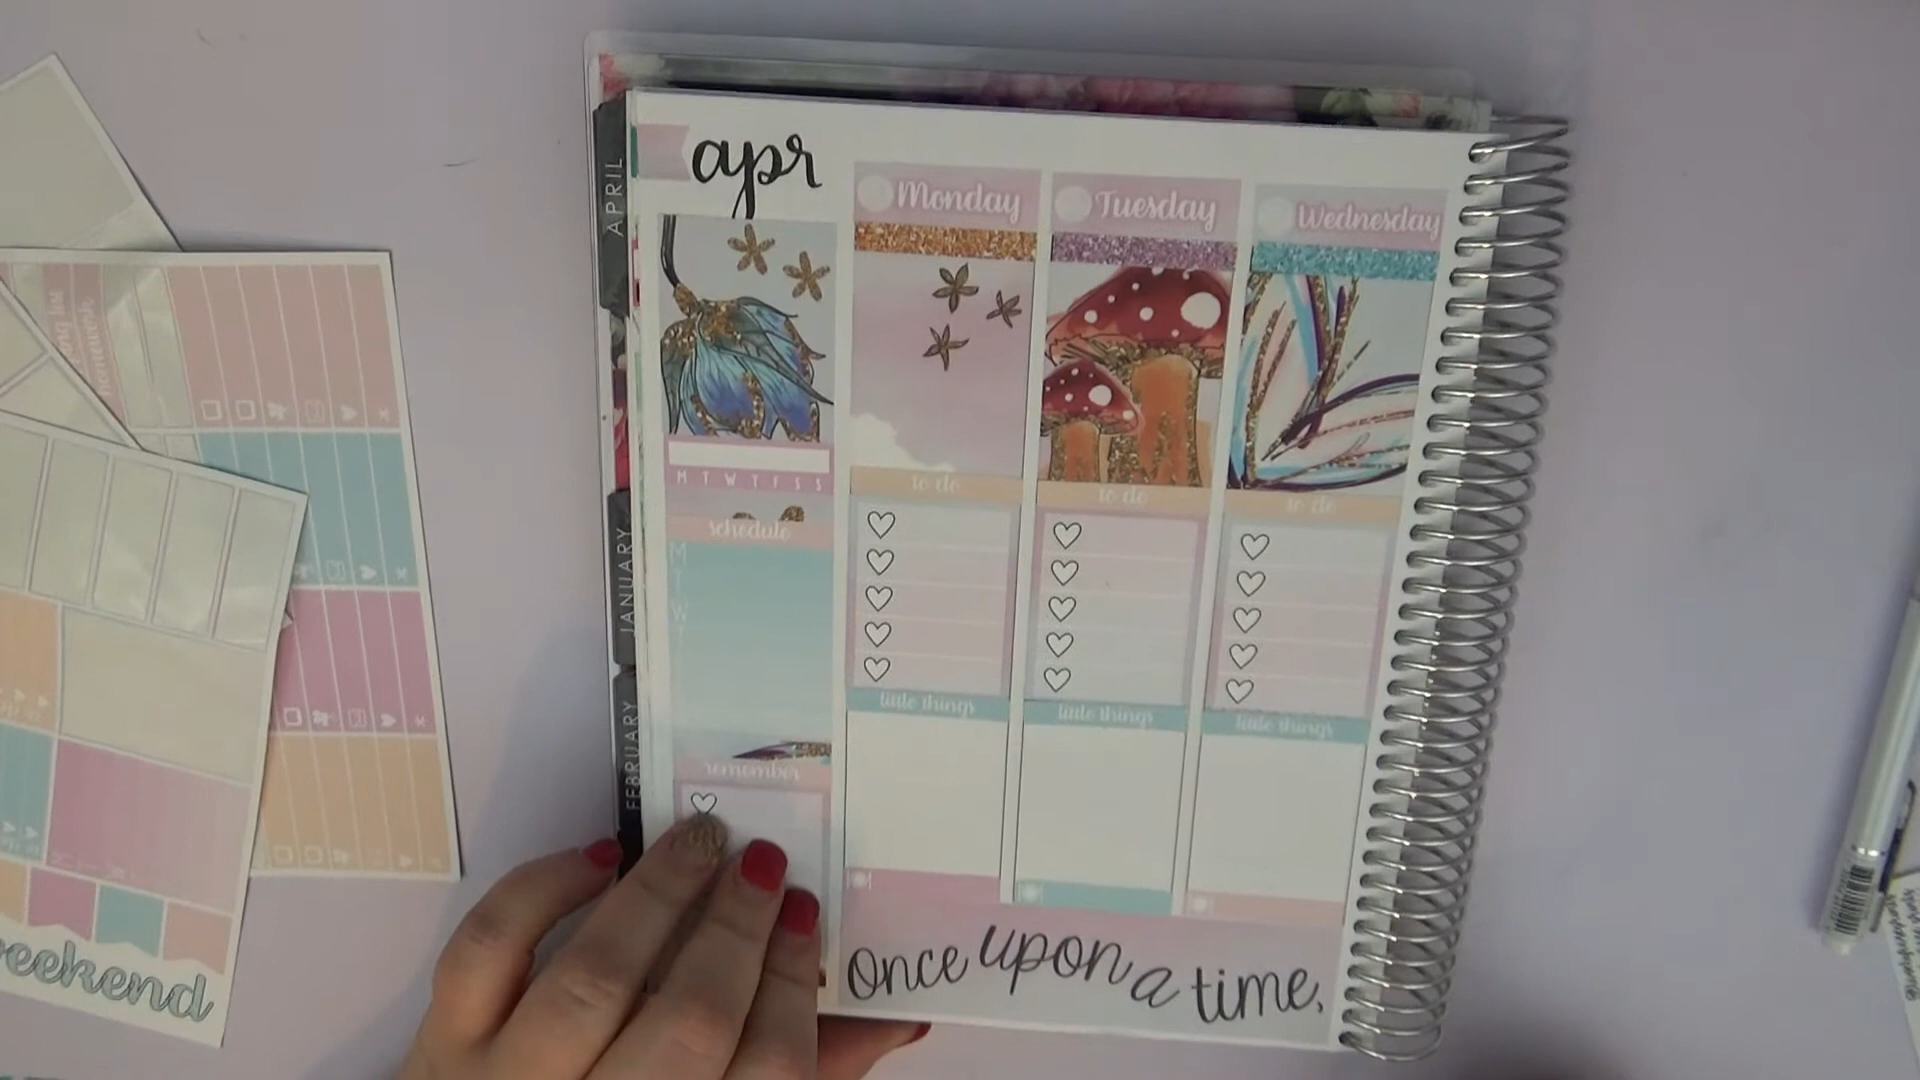 apr
Monday
Tuesday
Wednesday
APRIL
to do
to do
to do
M T W T F S S
schedule
M
T
W
T
JANUARY
little things
little things
little things
FEBRUARY
remember
Once upon a time,
weekend